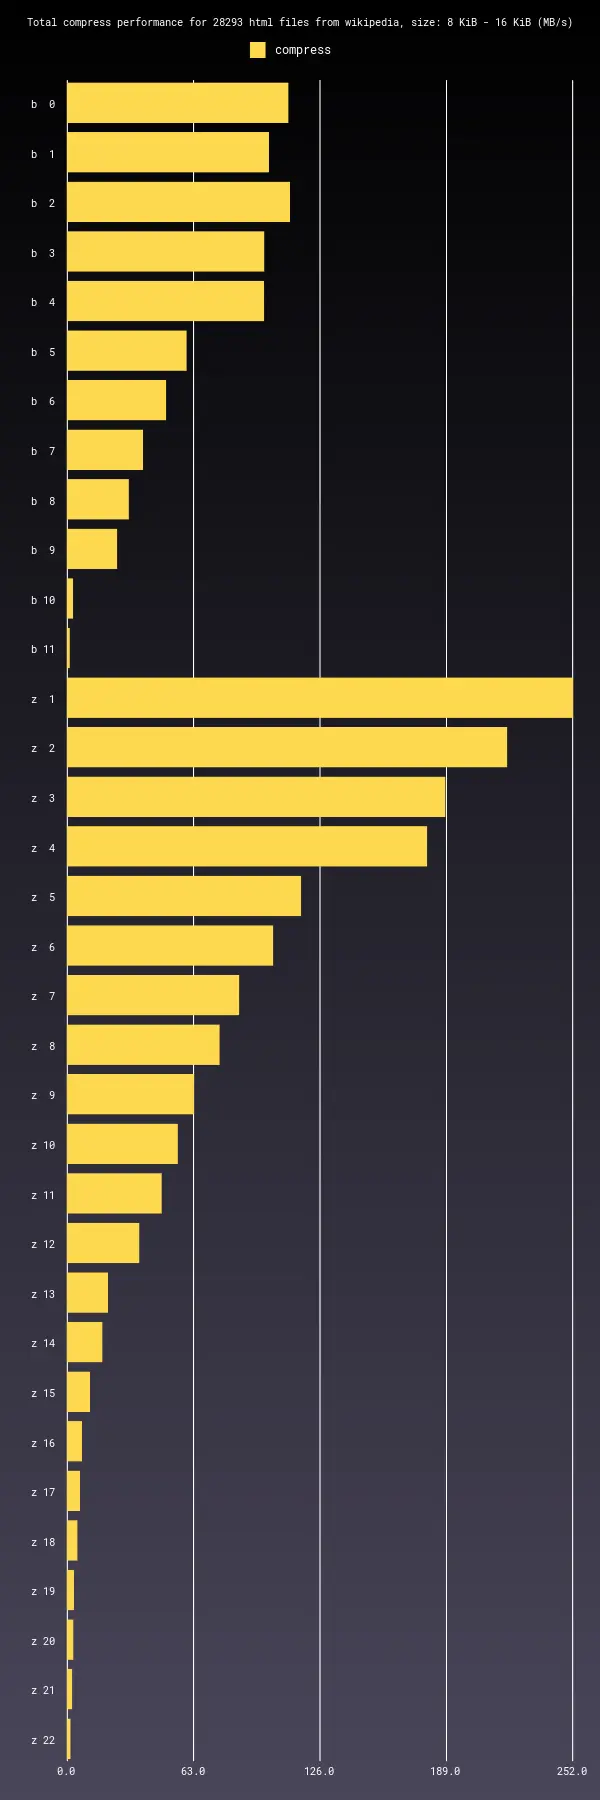 Total compress performance for 28293 html files from wikipedia, size: 8 KiB - 16 KiB (MB/s)
compress
b  0
b  1
b  2
b  3
b  4
b  5
b  6
b  7
b  8
b  9
b 10
b 11
z  1
z  2
z  3
z  4
z  5
z  6
z  7
z  8
z  9
z 10
z 11
z 12
z 13
z 14
z 15
z 16
z 17
z 18
z 19
z 20
z 21
z 22
0.0 63.0 126.0 189.0 252.0